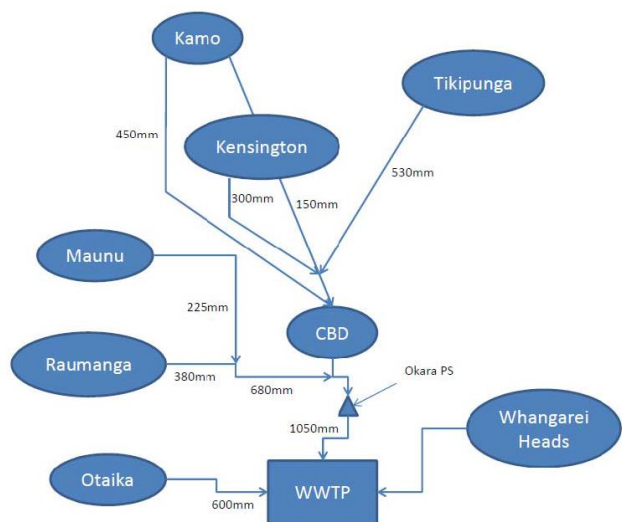 Kamo
Tikipunga
450mm
Kensington
300mm
150mm
530mm
Maunu
225mm
CBD
Raumanga
380mm
680mm
Okara PS
1050mm
Whangarei
Heads
Otaika
600mm
WWTP